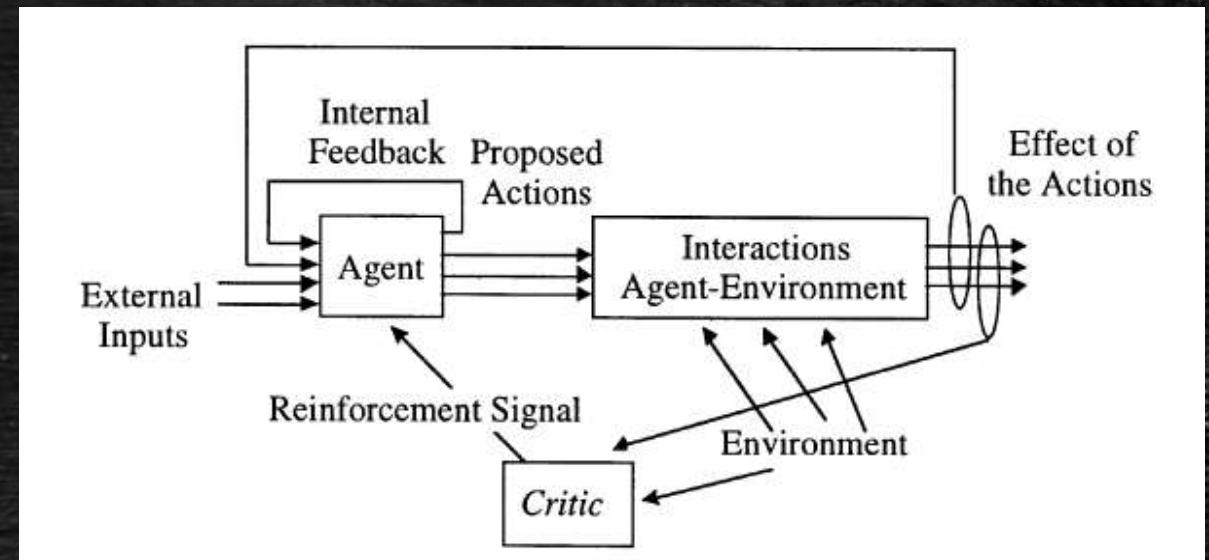 Internal
Feedback
Proposed
Actions
Effect of
the Actions
Agent
Interactions
Agent-Environment
External
Inputs
Reinforcement Signal
Environment
Critic